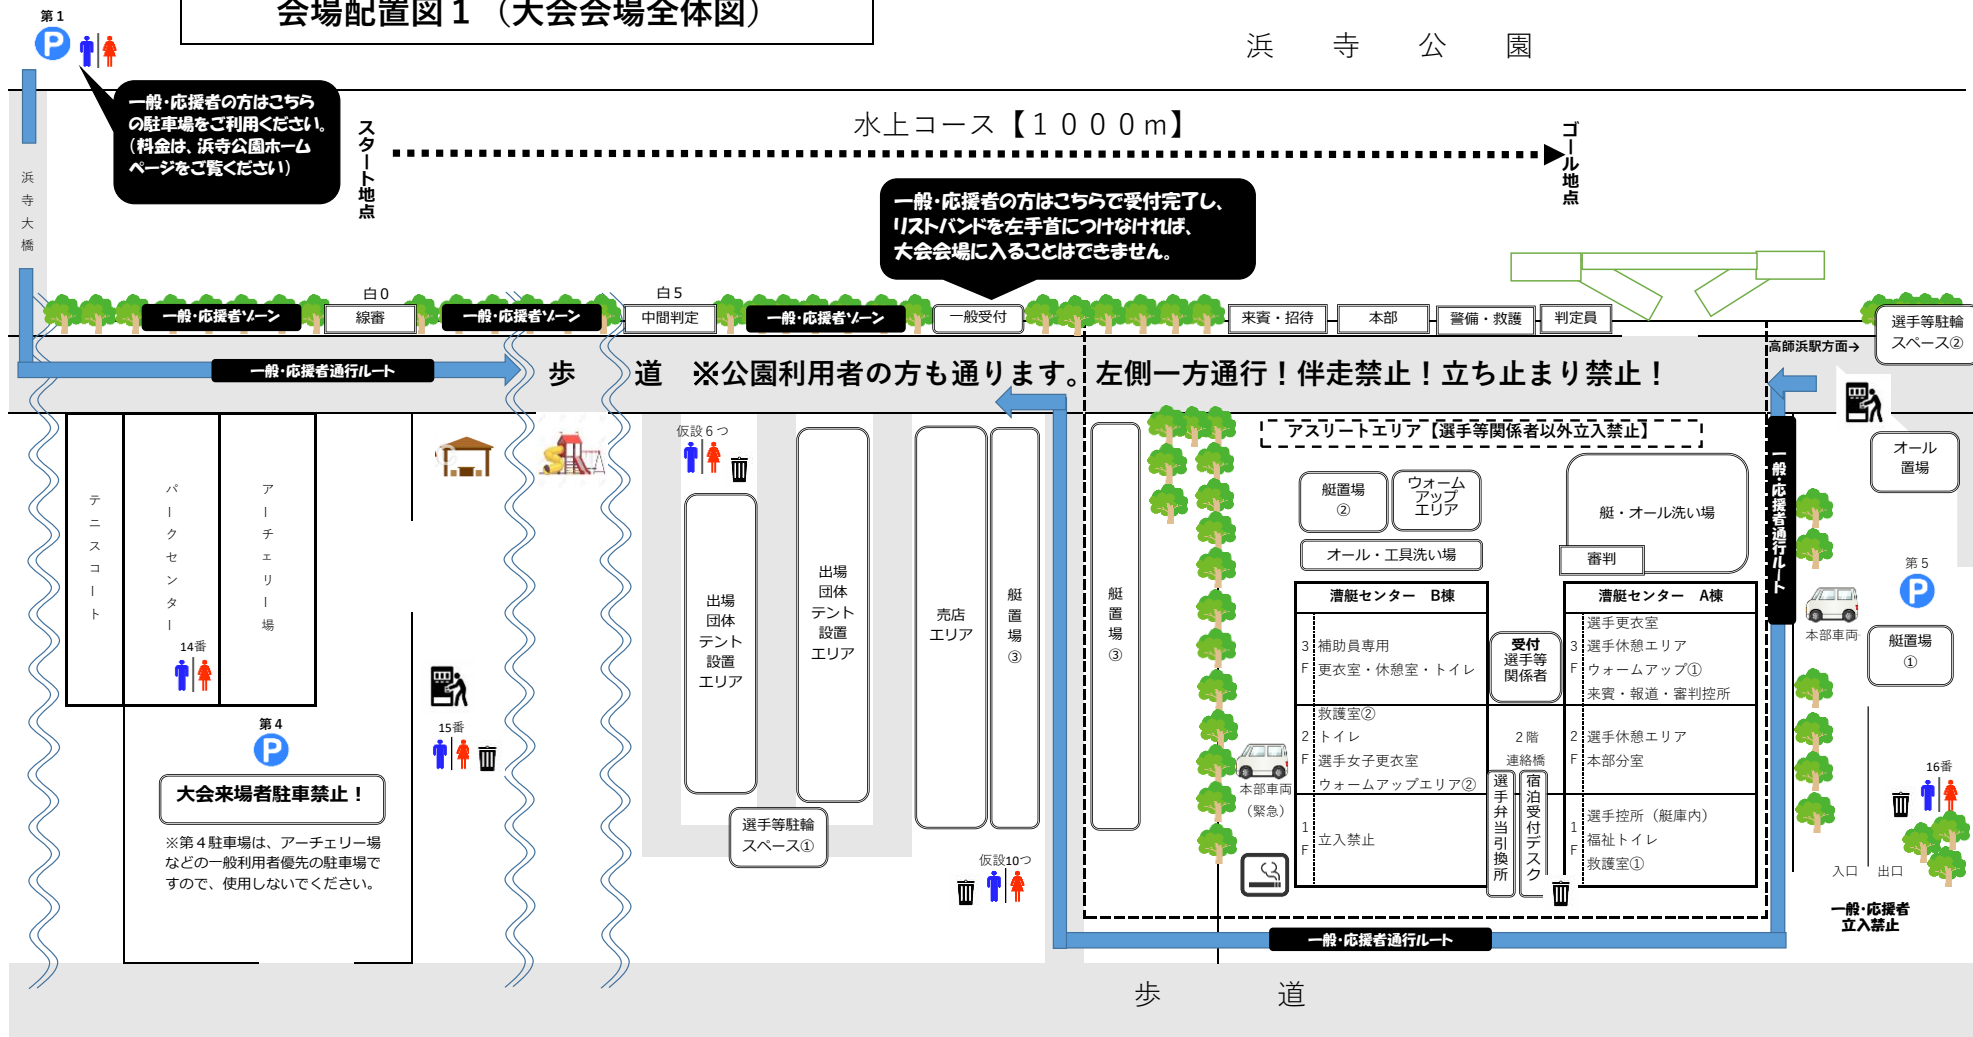 会場配置図１（大会会場全体図）
第1
P
浜寺公園
一般・応援者の方はこちら
の駐車場をご利用ください。
（料金は、浜寺公園ホーム
ページをご覧ください）
スタート地点
水上コース【１０００ｍ】
ゴール地点
浜寺大橋
一般・応援者の方はこちらで受付完了し、
リストバンドを左手首につけなければ、
大会会場に入ることはできません。
一般・応援者ゾーン
白0
線審
一般・応援者ゾーン
白5
中間判定
一般・応援者ゾーン
一般受付
来賓・招待
本部
警備・救護
判定員
選手等駐輪
スペース②
高師浜駅方面→
一般・応援者通行ルート
歩道 ※公園利用者の方も通ります。左側一方通行！伴走禁止！立ち止まり禁止！
テニスコート
パークセンター
アーチェリー場
14番
第4
P
大会来場者駐車禁止！
※第４駐車場は、アーチェリー場
などの一般利用者優先の駐車場で
すので、使用しないでください。
15番
仮設6つ
出場
団体
テント
設置
エリア
出場
団体
テント
設置
エリア
選手等駐輪
スペース①
売店
エリア
艇置場③
仮設10つ
艇置場③
アスリートエリア【選手等関係者以外立入禁止】
艇置場
②
ウォーム
アップ
エリア
オール・工具洗い場
艇・オール洗い場
審判
漕艇センター　B棟
3F
補助員専用
更衣室・休憩室・トイレ
2F
救護室②
トイレ
選手女子更衣室
ウォームアップエリア②
1F
立入禁止
受付
選手等
関係者
2階
連絡橋
選手弁当引換所
宿泊受付デスク
漕艇センター　A棟
3F
選手更衣室
選手休憩エリア
ウォームアップ①
来賓・報道・審判控所
2F
選手休憩エリア
本部分室
1F
選手控所（艇庫内）
福祉トイレ
救護室①
本部車両
（緊急）
一般・応援者通行ルート
一般・応援者通行ルート
オール
置場
第5
P
本部車両
艇置場
①
16番
入口
出口
一般・応援者
立入禁止
歩道